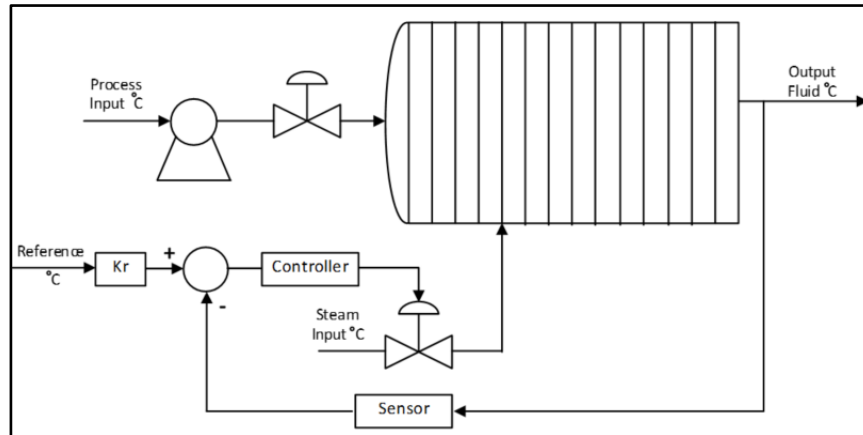 Process
Input °C
Output
Fluid °C
Reference
°C
Kr
+
-
Controller
Steam
Input °C
Sensor